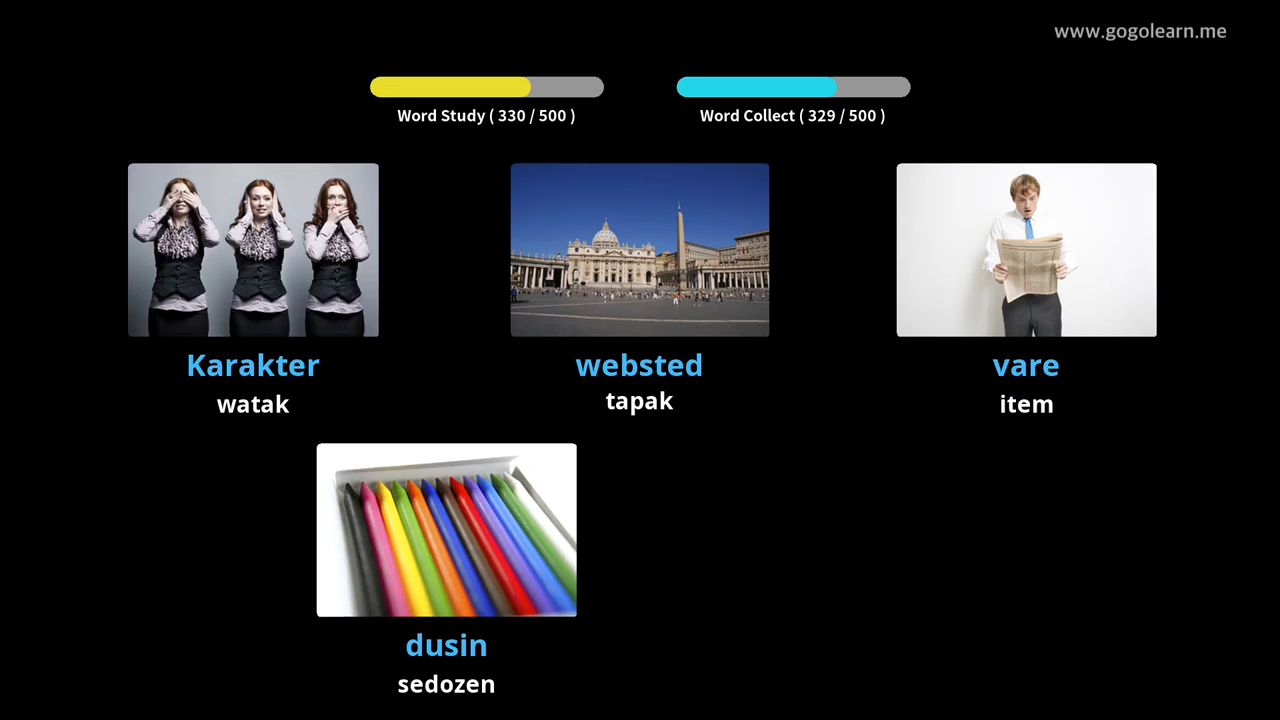 www.gogolearn.me
Word Study ( 330 / 500 )
Word Collect ( 329 / 500 )
Karakter
watak
websted
tapak
vare
item
dusin
sedozen